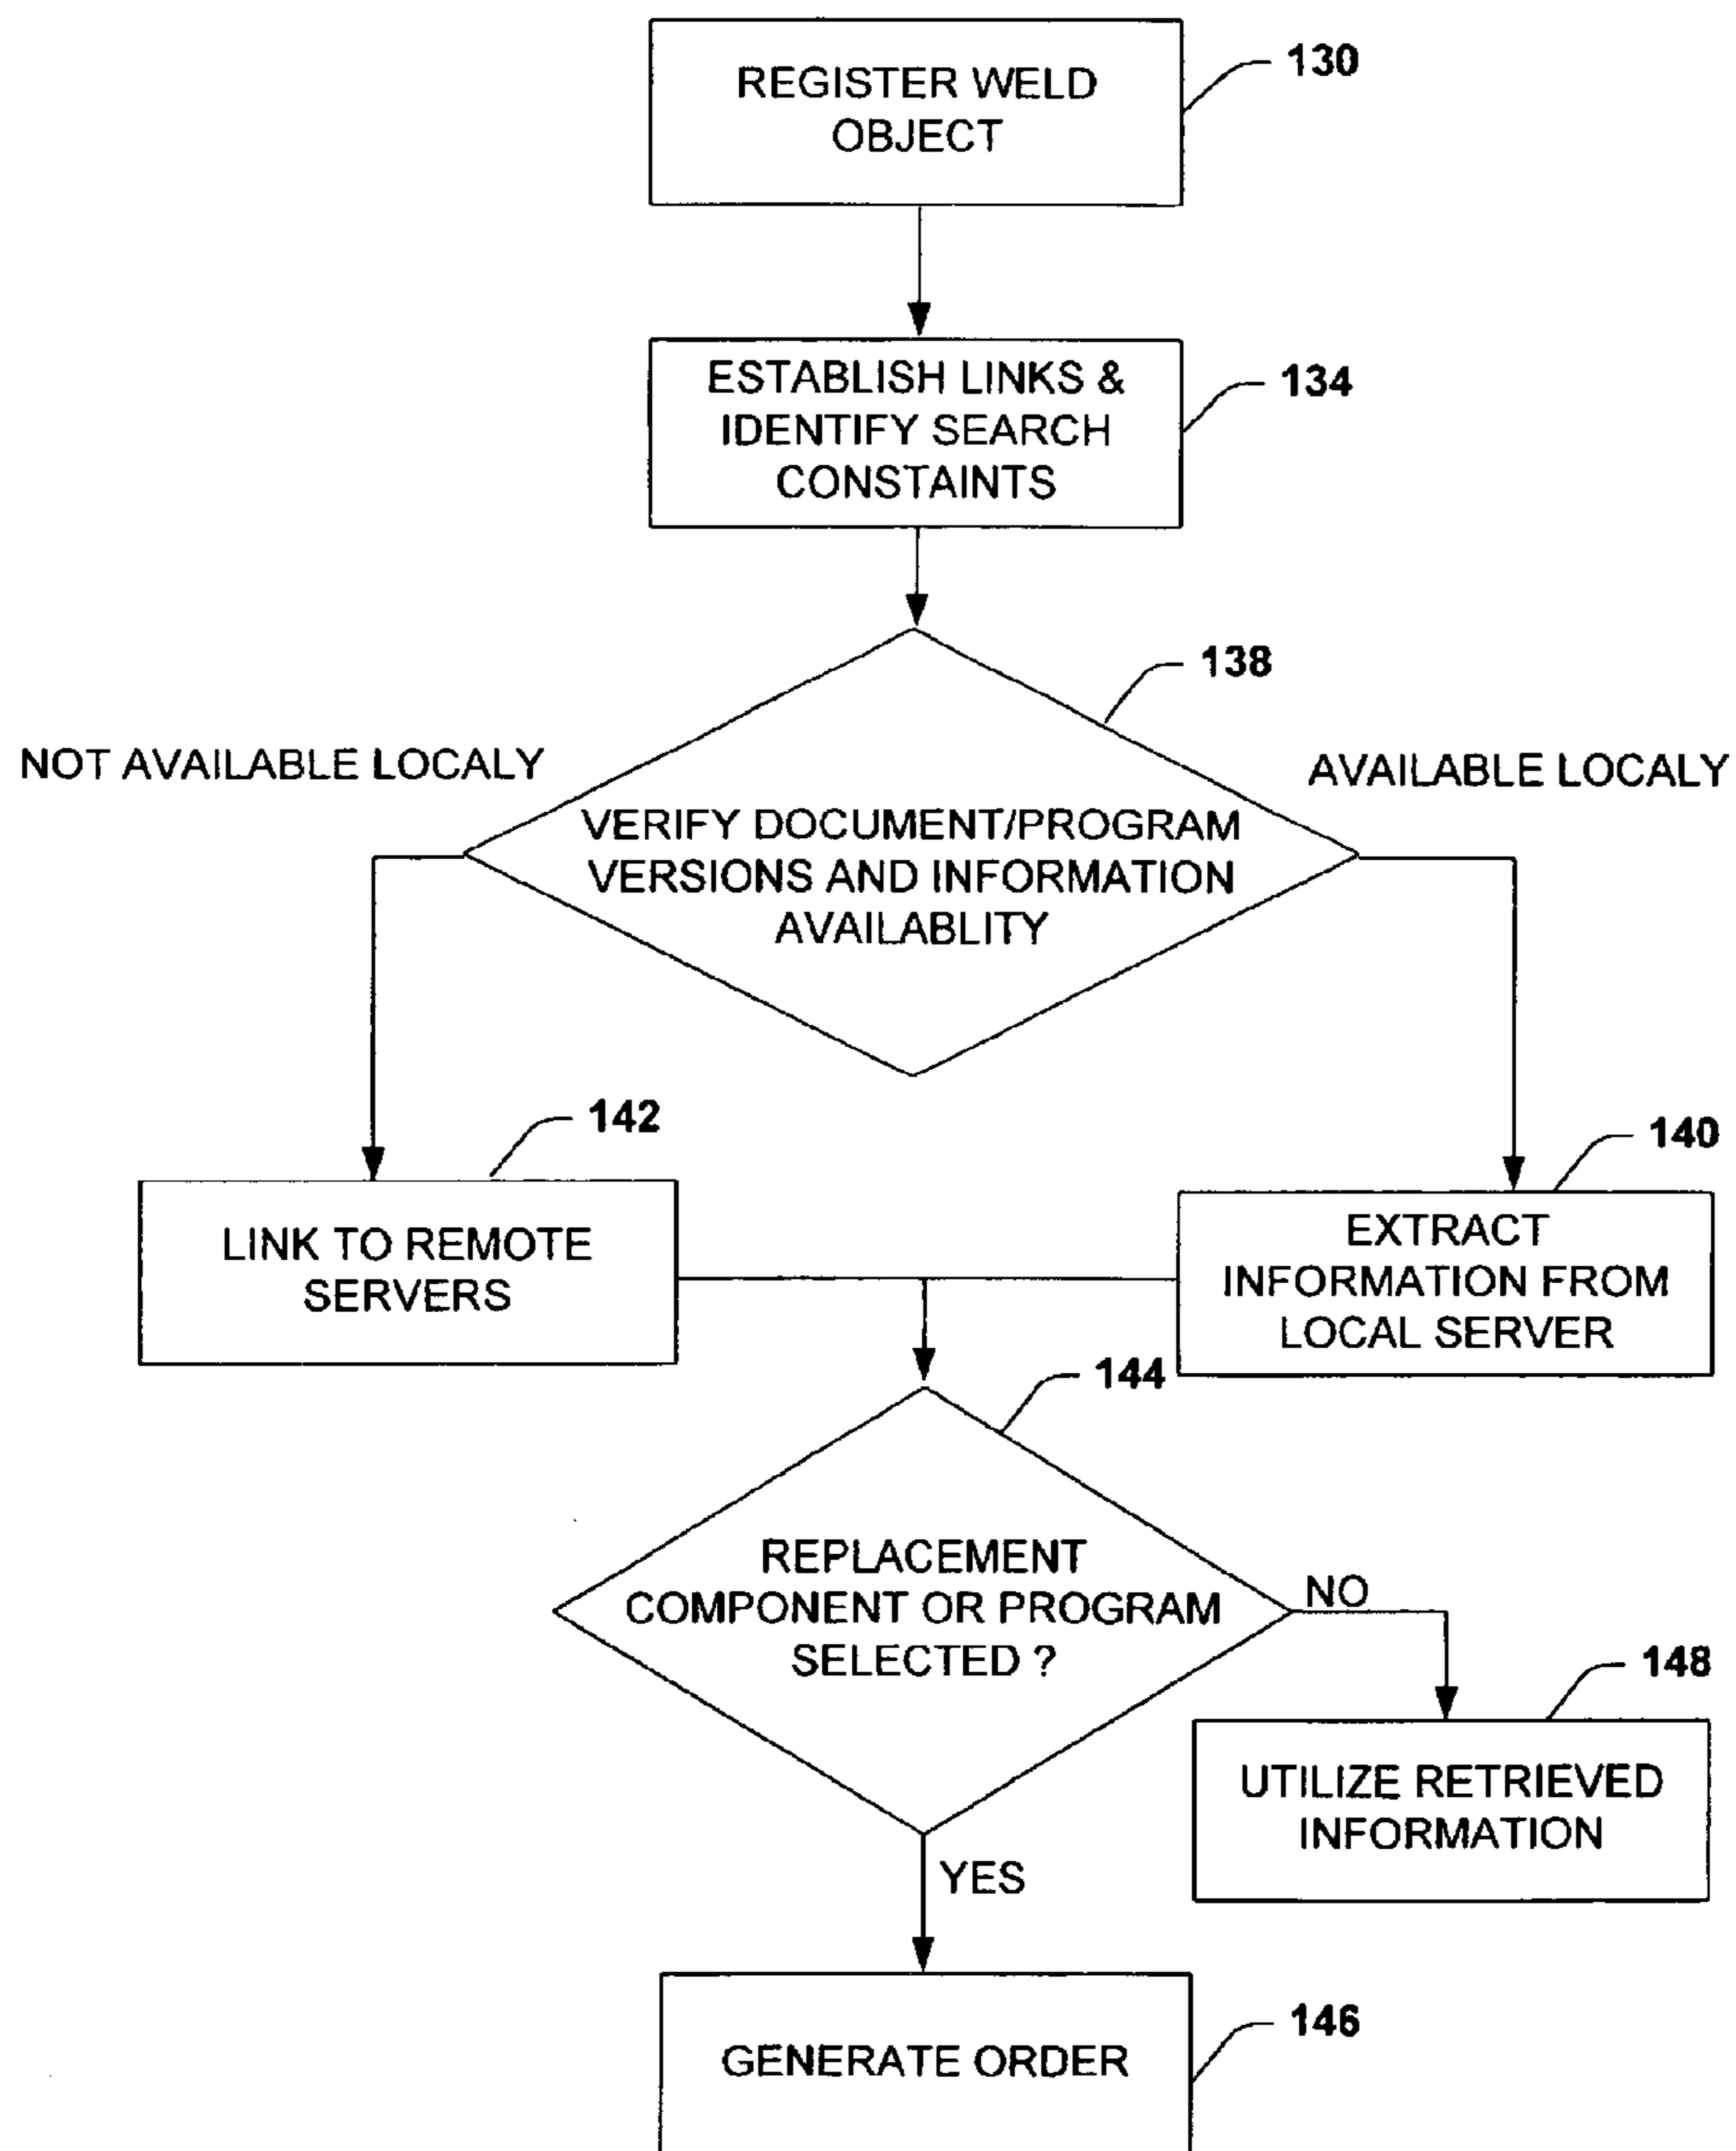 REGISTER WELD
OBJECT
130
ESTABLISH LINKS &
IDENTIFY SEARCH
CONSTAINTS
134
138
NOT AVAILABLE LOCALY
AVAILABLE LOCALY
VERIFY DOCUMENT/PROGRAM
VERSIONS AND INFORMATION
AVAILABLITY
142
140
LINK TO REMOTE
SERVERS
EXTRACT
INFORMATION FROM
LOCAL SERVER
144
REPLACEMENT
COMPONENT OR PROGRAM
SELECTED ?
NO
148
UTILIZE RETRIEVED
INFORMATION
YES
GENERATE ORDER
146